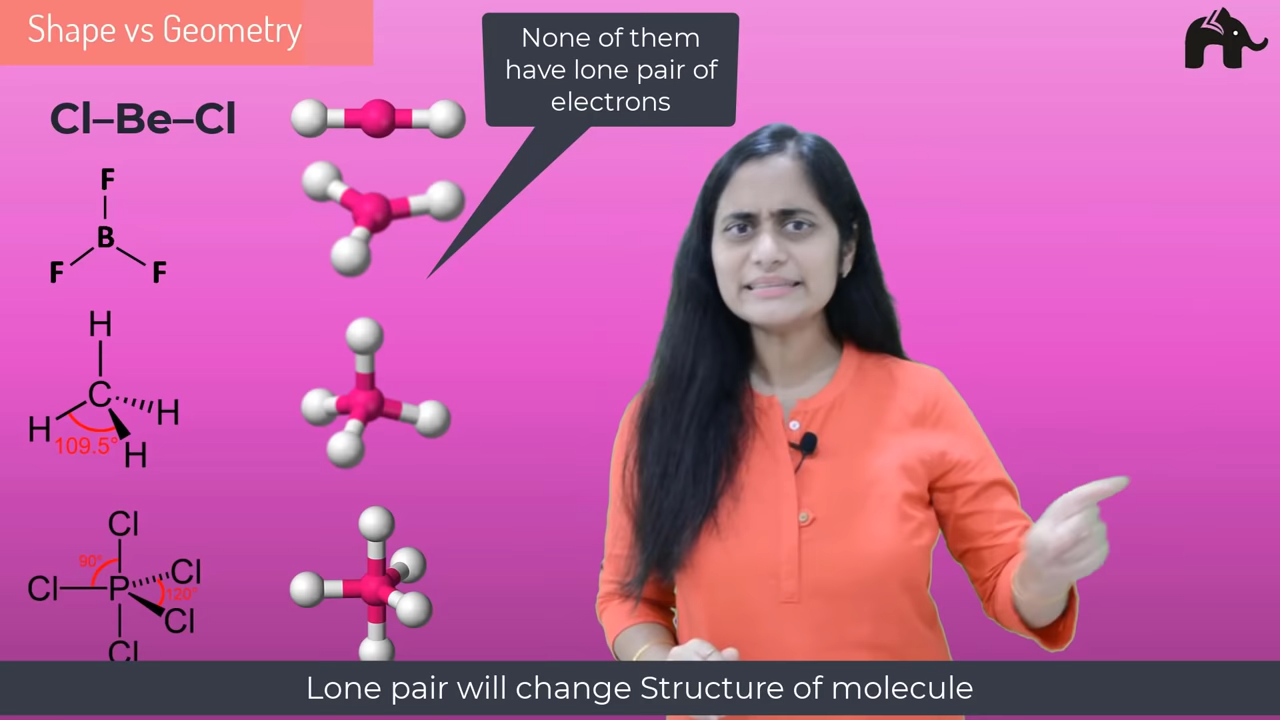 Shape vs Geometry
None of them
have lone pair of
electrons
Cl–Be–Cl
F
B
F F
H
C
H
H
109.5°
H
Cl
90°
Cl P Cl
120°
Cl
Cl
Lone pair will change Structure of molecule